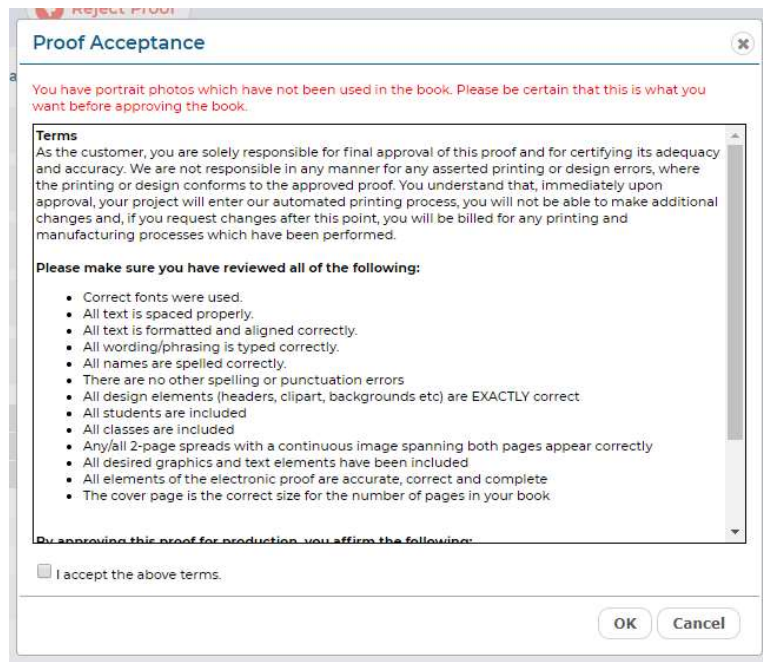 Reject Proof
Proof Acceptance
a
You have portrait photos which have not been used in the book. Please be certain that this is what you
want before approving the book.
Terms
As the customer, you are solely responsible for final approval of this proof and for certifying its adequacy
and accuracy. We are not responsible in any manner for any asserted printing or design errors, where
the printing or design conforms to the approved proof. You understand that, immediately upon
approval, your project will enter our automated printing process, you will not be able to make additional
changes and, if you request changes after this point, you will be billed for any printing and
manufacturing processes which have been performed.
Please make sure you have reviewed all of the following:
• Correct fonts were used.
• All text is spaced properly.
• All text is formatted and aligned correctly.
• All wording/phrasing is typed correctly.
• All names are spelled correctly.
• There are no other spelling or punctuation errors
• All design elements (headers, clipart, backgrounds etc) are EXACTLY correct
• All students are included
• All classes are included
• Any/all 2-page spreads with a continuous image spanning both pages appear correctly
• All desired graphics and text elements have been included
• All elements of the electronic proof are accurate, correct and complete
• The cover page is the correct size for the number of pages in your book
By approving this proof for production, you affirm the following:
I accept the above terms.
OK Cancel